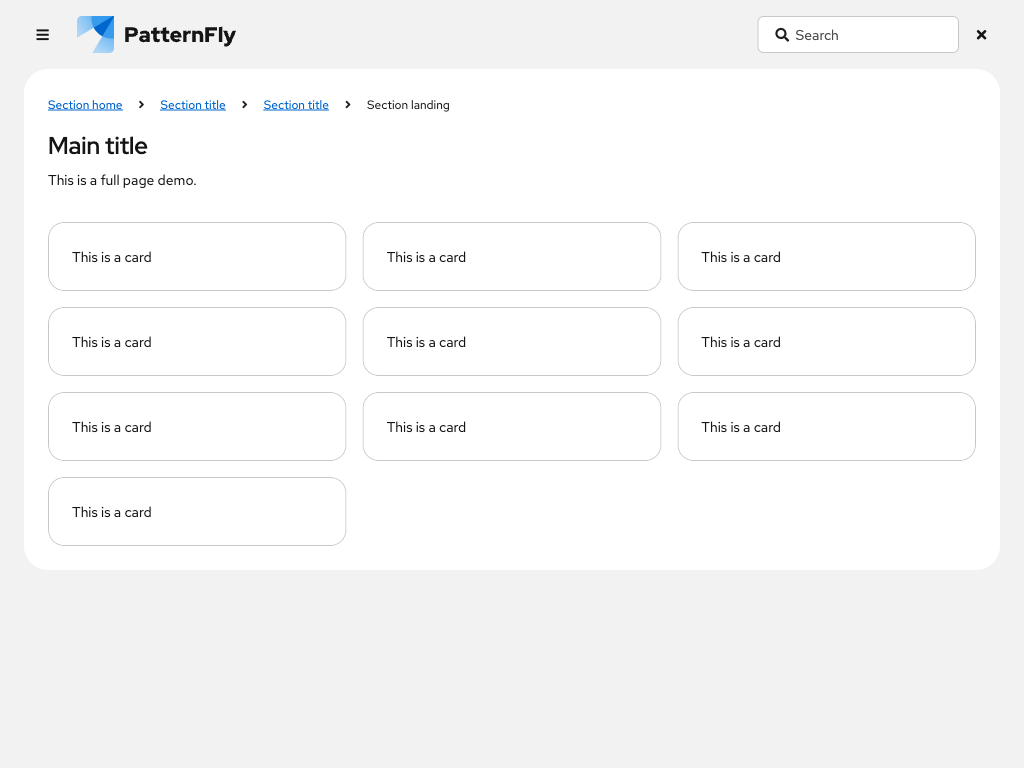 PatternFly
Search
Section home
Section title
Section title
Section landing
Main title
This is a full page demo.
This is a card
This is a card
This is a card
This is a card
This is a card
This is a card
This is a card
This is a card
This is a card
This is a card